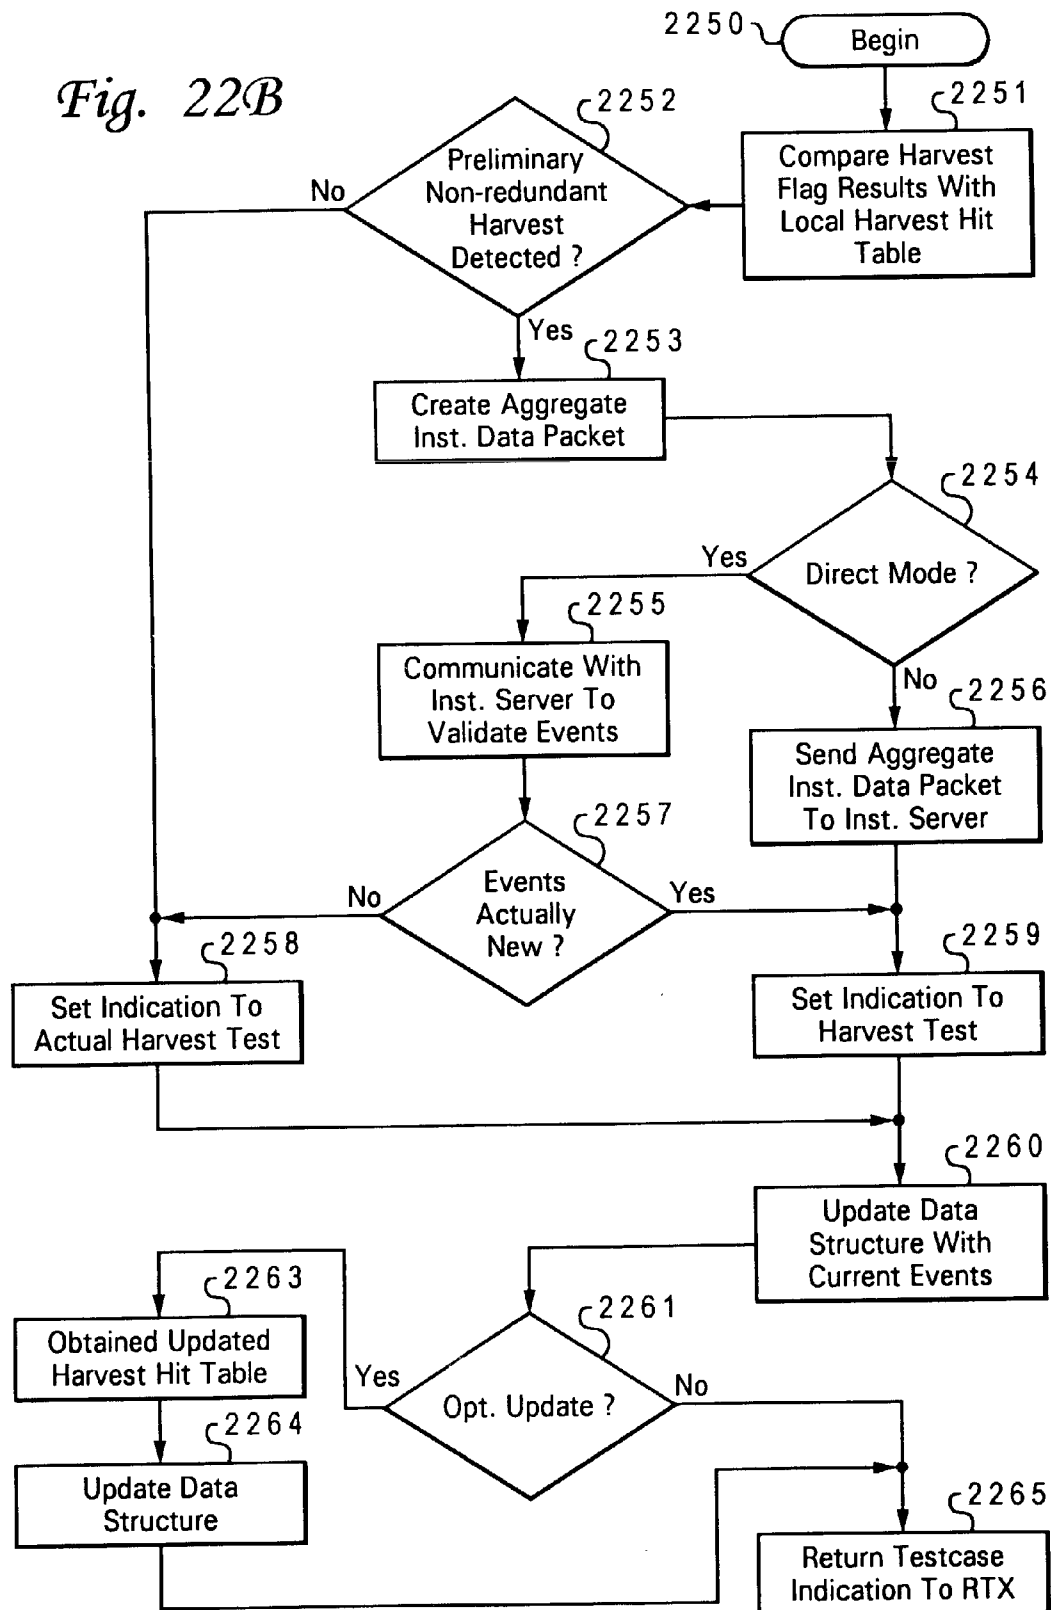 Fig. 22B
2250
Begin
2251
Compare Harvest
Flag Results With
Local Harvest Hit
Table
2252
Preliminary
Non-redundant
Harvest
Detected ?
No
Yes
2253
Create Aggregate
Inst. Data Packet
2254
Direct Mode ?
Yes
No
2255
Communicate With
Inst. Server To
Validate Events
2256
Send Aggregate
Inst. Data Packet
To Inst. Server
2257
Events
Actually
New ?
No
Yes
2258
Set Indication To
Actual Harvest Test
2259
Set Indication To
Harvest Test
2260
Update Data
Structure With
Current Events
2261
Opt. Update ?
Yes
No
2263
Obtained Updated
Harvest Hit Table
2264
Update Data
Structure
2265
Return Testcase
Indication To RTX